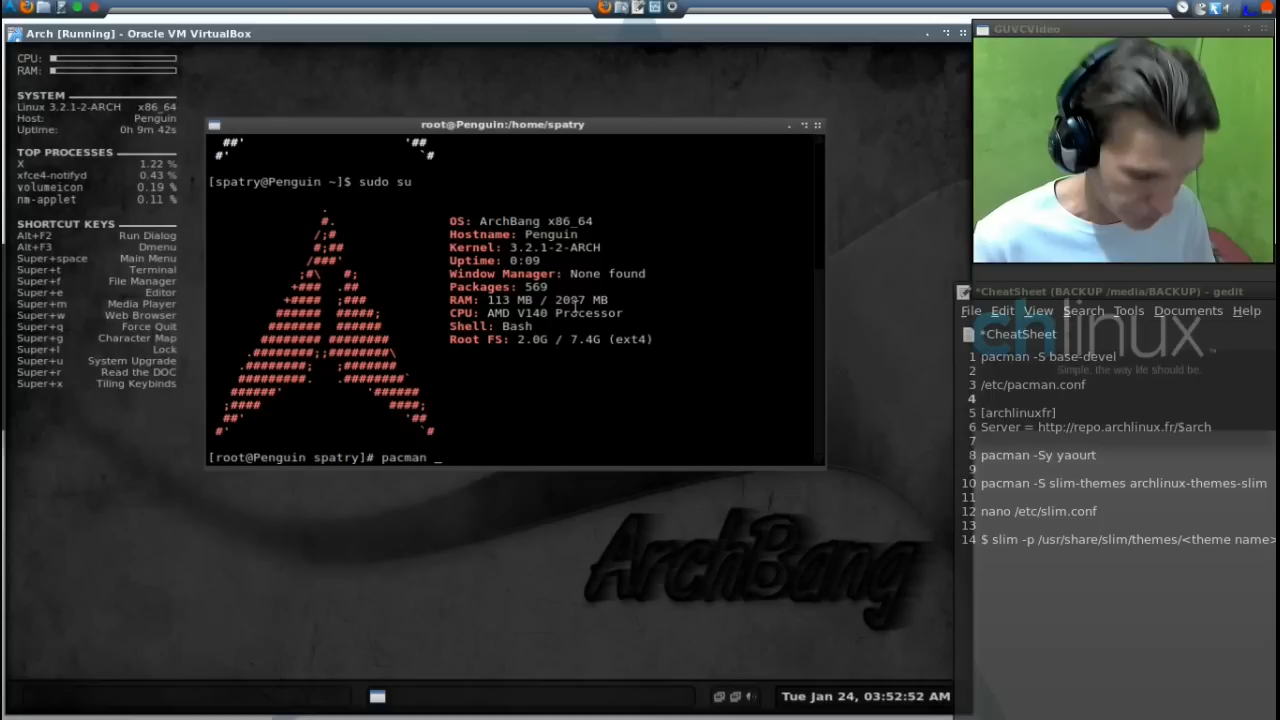 Arch [Running] - Oracle VM VirtualBox
GUVCVideo
CPU:
RAM:
SYSTEM
Linux 3.2.1-2-ARCH x86_64
Host: Penguin
Uptime: 0h 9m 42s
TOP PROCESSES
X 1.22 %
xfce4-notifyd 0.43 %
volumeicon 0.19 %
nm-applet 0.11 %
SHORTCUT KEYS
Alt+F2 Run Dialog
Alt+F3 Dmenu
Super+space Main Menu
Super+t Terminal
Super+f File Manager
Super+e Editor
Super+m Media Player
Super+w Web Browser
Super+q Force Quit
Super+g Character Map
Super+l Lock
Super+u System Upgrade
Super+r Read the DOC
Super+x Tiling Keybinds
root@Penguin:/home/spatry
[spatry@Penguin ~]$ sudo su
OS: ArchBang x86_64
Hostname: Penguin
Kernel: 3.2.1-2-ARCH
Uptime: 0:09
Window Manager: None found
Packages: 569
RAM: 113 MB / 2097 MB
CPU: AMD V140 Processor
Shell: Bash
Root FS: 2.0G / 7.4G (ext4)
[root@Penguin spatry]# pacman _
ArchBang
Tue Jan 24, 03:52:52 AM
*CheatSheet (BACKUP /media/BACKUP) - gedit
File Edit View Search Tools Documents Help
*CheatSheet
chlinux
Simple. the way life should be.
1 pacman -S base-devel
2
3 /etc/pacman.conf
4
5 [archlinuxfr]
6 Server = http://repo.archlinux.fr/$arch
7
8 pacman -Sy yaourt
9
10 pacman -S slim-themes archlinux-themes-slim
11
12 nano /etc/slim.conf
13
14 $ slim -p /usr/share/slim/themes/<theme name>